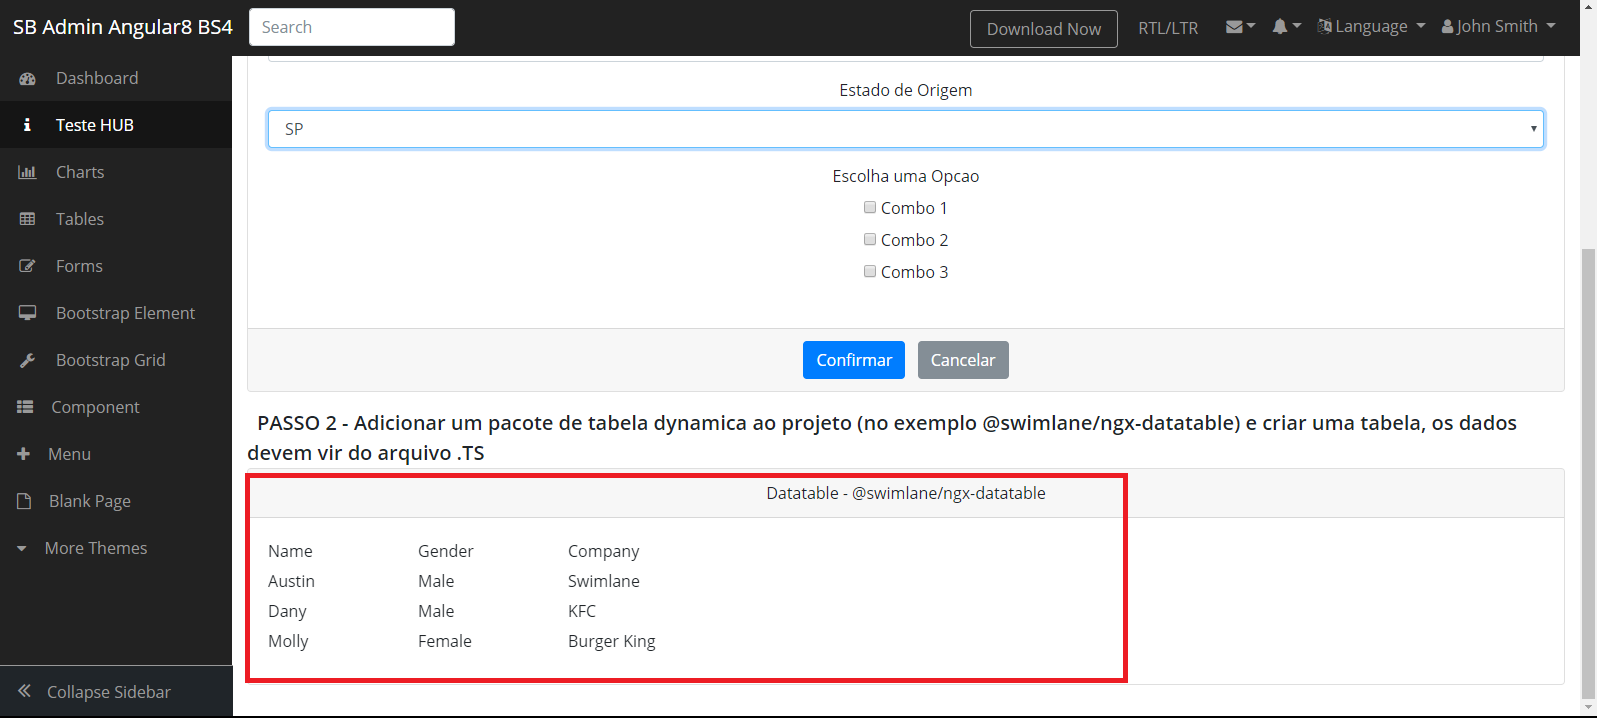 SB Admin Angular8 BS4
Search
Download Now
RTL/LTR
Language
John Smith
Dashboard
Teste HUB
Charts
Tables
Forms
Bootstrap Element
Bootstrap Grid
Component
Menu
Blank Page
More Themes
Collapse Sidebar
Estado de Origem
SP
Escolha uma Opcao
Combo 1
Combo 2
Combo 3
Confirmar Cancelar
PASSO 2 - Adicionar um pacote de tabela dynamica ao projeto (no exemplo @swimlane/ngx-datatable) e criar uma tabela, os dados
devem vir do arquivo .TS
Datatable - @swimlane/ngx-datatable
Name Gender Company
Austin Male Swimlane
Dany Male KFC
Molly Female Burger King